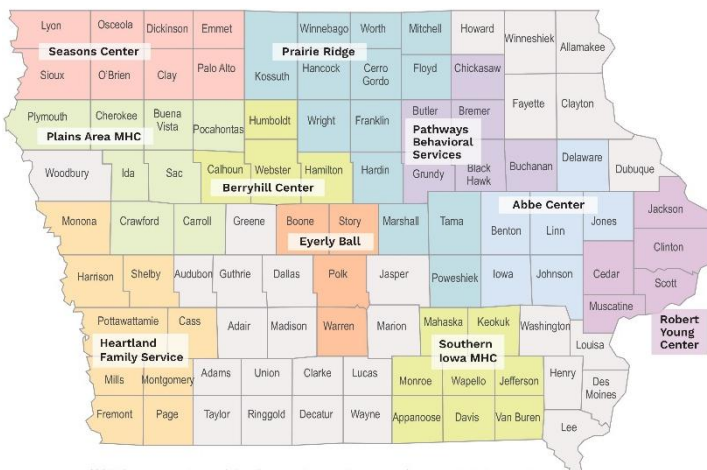 Lyon
Osceola
Dickinson
Emmet
Winnebago
Worth
Mitchell
Howard
Winneshiek
Allamakee
Seasons Center
Prairie Ridge
Sioux
O'Brien
Clay
Palo Alto
Kossuth
Hancock
Cerro
Gordo
Floyd
Chickasaw
Plymouth
Cherokee
Buena
Vista
Pocahontas
Humboldt
Wright
Franklin
Butler
Bremer
Fayette
Clayton
Plains Area MHC
Pathways
Behavioral
Services
Woodbury
Ida
Sac
Calhoun
Webster
Hamilton
Hardin
Grundy
Black
Hawk
Buchanan
Delaware
Dubuque
Berryhill Center
Monona
Crawford
Carroll
Greene
Boone
Story
Marshall
Tama
Benton
Linn
Jones
Jackson
Abbe Center
Eyerly Ball
Clinton
Harrison
Shelby
Audubon
Guthrie
Dallas
Polk
Jasper
Poweshiek
Iowa
Johnson
Cedar
Scott
Muscatine
Pottawattamie
Cass
Adair
Madison
Warren
Marion
Mahaska
Keokuk
Washington
Louisa
Robert
Young
Center
Heartland
Family Service
Southern
Iowa MHC
Mills
Montgomery
Adams
Union
Clarke
Lucas
Monroe
Wapello
Jefferson
Henry
Des
Moines
Fremont
Page
Taylor
Ringgold
Decatur
Wayne
Appanoose
Davis
Van Buren
Lee